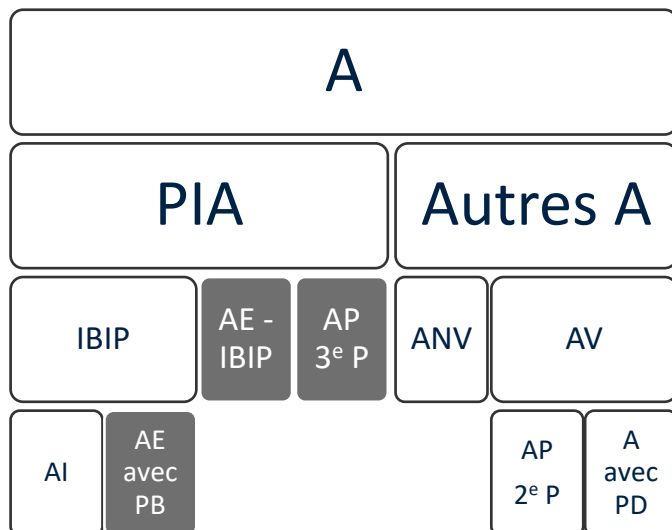 A
PIA
Autres A
IBIP
AE -
IBIP
AP
3e P
ANV
AV
AI
AE
avec
PB
AP
2e P
A
avec
PD